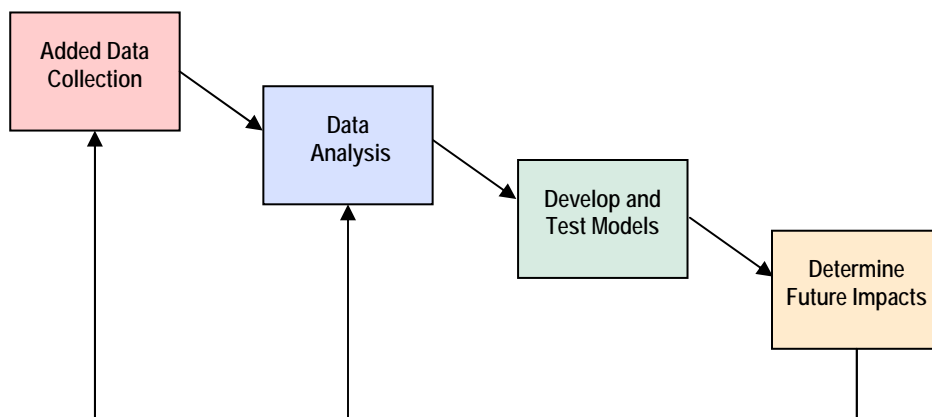 Added Data
Collection
Data
Analysis
Develop and
Test Models
Determine
Future Impacts